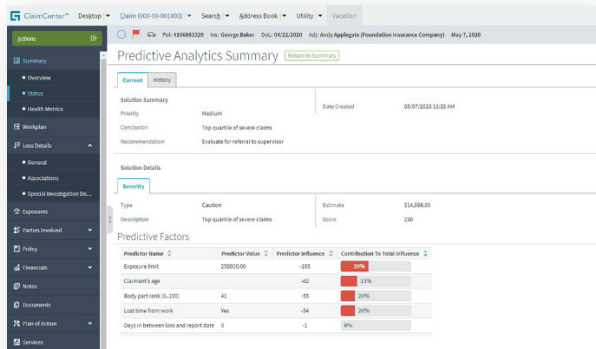 ClaimCenter™ Desktop Claim (000-00-001003) Search Address Book Utility Vacation
Actions
Pol: 4596883320 Ins: George Baker DoL: 04/22/2020 Adj: Andy Applegate (Foundation Insurance Company) May 7, 2020
Summary
Overview
Status
Health Metrics
Workplan
Loss Details
General
Associations
Special Investigation De...
Exposures
Parties Involved
Policy
Financials
Notes
Documents
Plan of Action
Services
Predictive Analytics Summary Return to Summary
Current History
Solution Summary
Priority Medium
Conclusion Top quartile of severe claims
Recommendation Evaluate for referral to supervisor
Date Created 05/07/2020 11:33 AM
Solution Details
Severity
Type Caution
Description Top quartile of severe claims
Estimate $14,998.00
Score 230
Predictive Factors
Predictor Name Predictor Value Predictor Influence Contribution To Total Influence
Exposure limit 250000.00 -105 39%
Claimant's age -62 23%
Body part rank (0..100) 41 -55 20%
Lost time from work Yes -54 20%
Days in between loss and report date 0 -1 0%